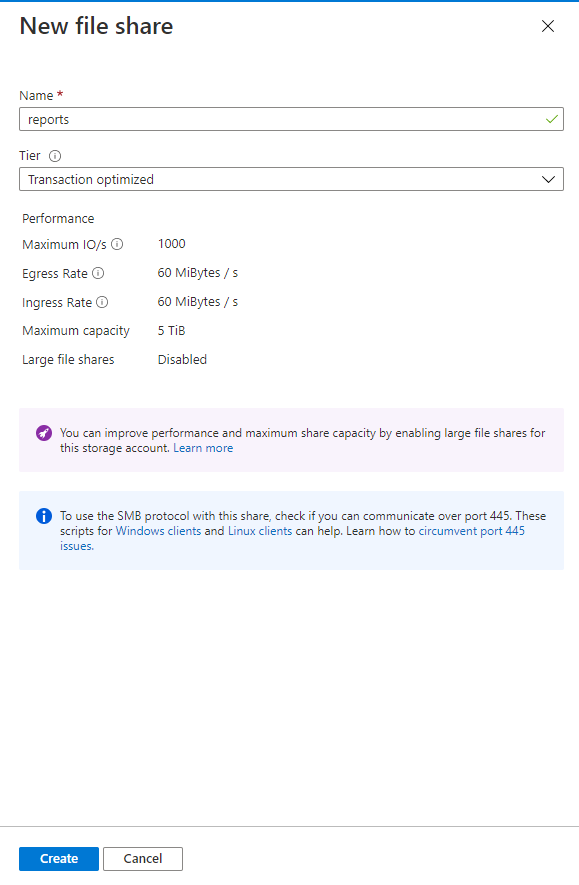 New file share
Name *
reports
Tier
Transaction optimized
Performance
Maximum IO/s 1000
Egress Rate 60 MiBytes / s
Ingress Rate 60 MiBytes / s
Maximum capacity 5 TiB
Large file shares Disabled
You can improve performance and maximum share capacity by enabling large file shares for
this storage account. Learn more
To use the SMB protocol with this share, check if you can communicate over port 445. These
scripts for Windows clients and Linux clients can help. Learn how to circumvent port 445
issues.
Create Cancel